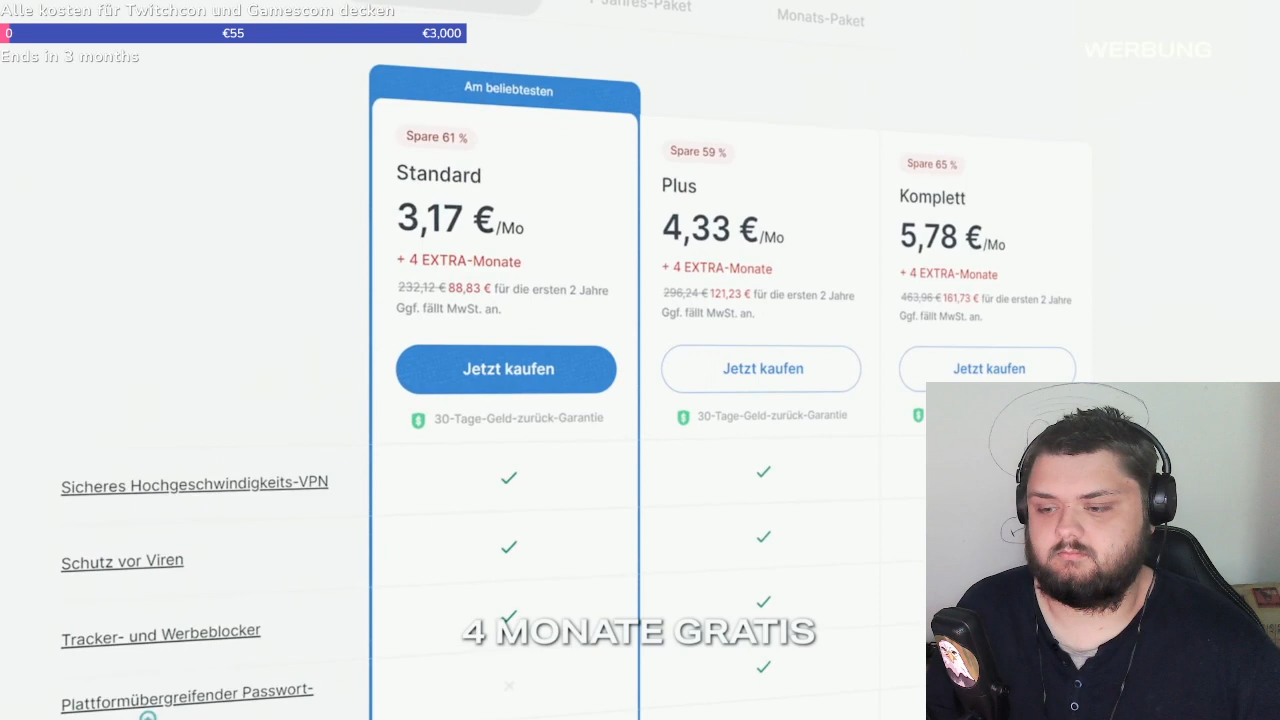 Alle kosten für Twitchcon und Gamescom decken
0 €55 €3,000
Ends in 3 months
Monats-Paket
WERBUNG
Am beliebtesten
Spare 61 %
Standard
3,17 €/Mo
+ 4 EXTRA-Monate
232,12 € 88,83 € für die ersten 2 Jahre
Ggf. fällt MwSt. an.
Jetzt kaufen
30-Tage-Geld-zurück-Garantie
Spare 59 %
Plus
4,33 €/Mo
+ 4 EXTRA-Monate
296,24 € 121,23 € für die ersten 2 Jahre
Ggf. fällt MwSt. an.
Jetzt kaufen
30-Tage-Geld-zurück-Garantie
Spare 65 %
Komplett
5,78 €/Mo
+ 4 EXTRA-Monate
463,96 € 161,73 € für die ersten 2 Jahre
Ggf. fällt MwSt. an.
Jetzt kaufen
Sicheres Hochgeschwindigkeits-VPN
Schutz vor Viren
Tracker- und Werbeblocker
4 MONATE GRATIS
Plattformübergreifender Passwort-